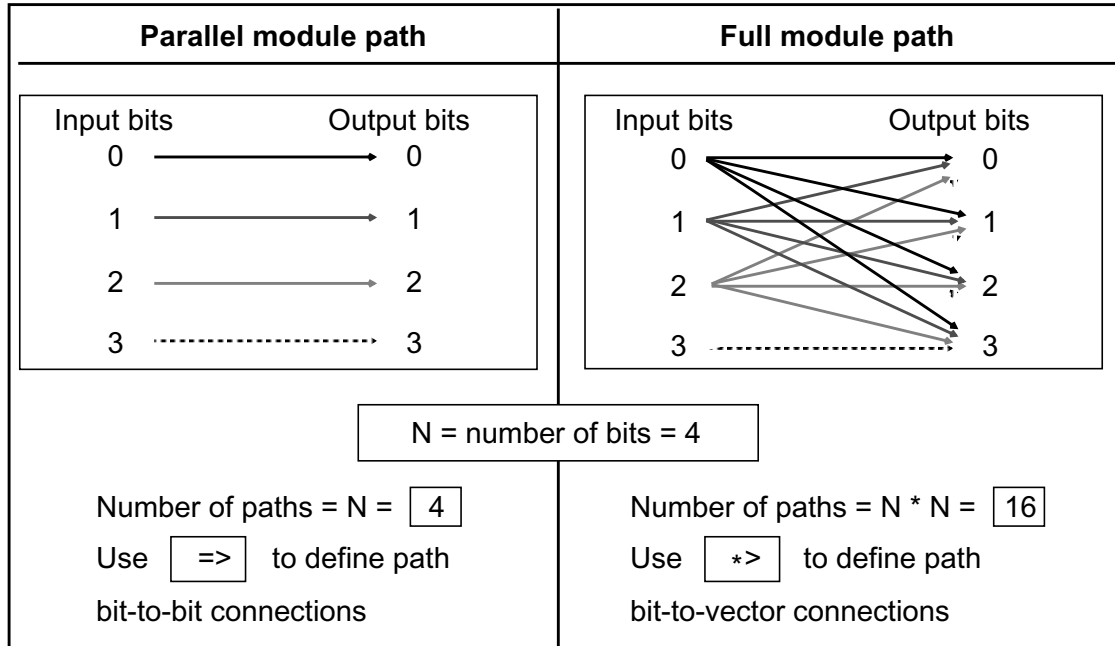 Parallel module path
Full module path
Input bits Output bits
0 0
1 1
2 2
3 3
Input bits Output bits
0 0
1 1
2 2
3 3
N = number of bits = 4
Number of paths = N = 4
Use => to define path
bit-to-bit connections
Number of paths = N * N = 16
Use *> to define path
bit-to-vector connections